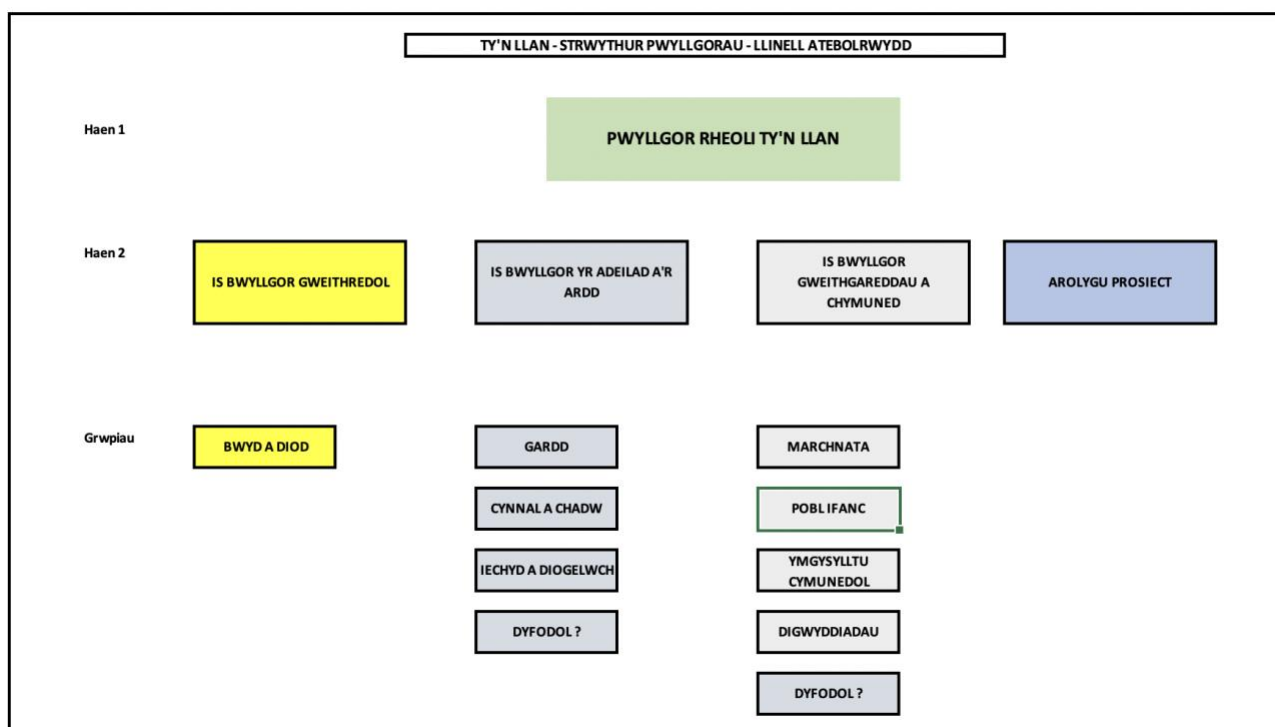 TY'N LLAN - STRWYTHUR PWYLLGORAU - LLINELL ATEBOLRWYDD
Haen 1
PWYLLGOR RHEOLI TY'N LLAN
Haen 2
IS BWYLLGOR GWEITHREDOL
IS BWYLLGOR YR ADEILAD A'R
ARDD
IS BWYLLGOR
GWEITHGAREDDAU A
CHYMUNED
AROLYGU PROSIECT
Grwpiau
BWYD A DIOD
GARDD
MARCHNATA
CYNNAL A CHADW
POBL IFANC
IECHYD A DIOGELWCH
YMGYSYLLTU
CYMUNEDOL
DYFODOL ?
DIGWYDDIADAU
DYFODOL ?